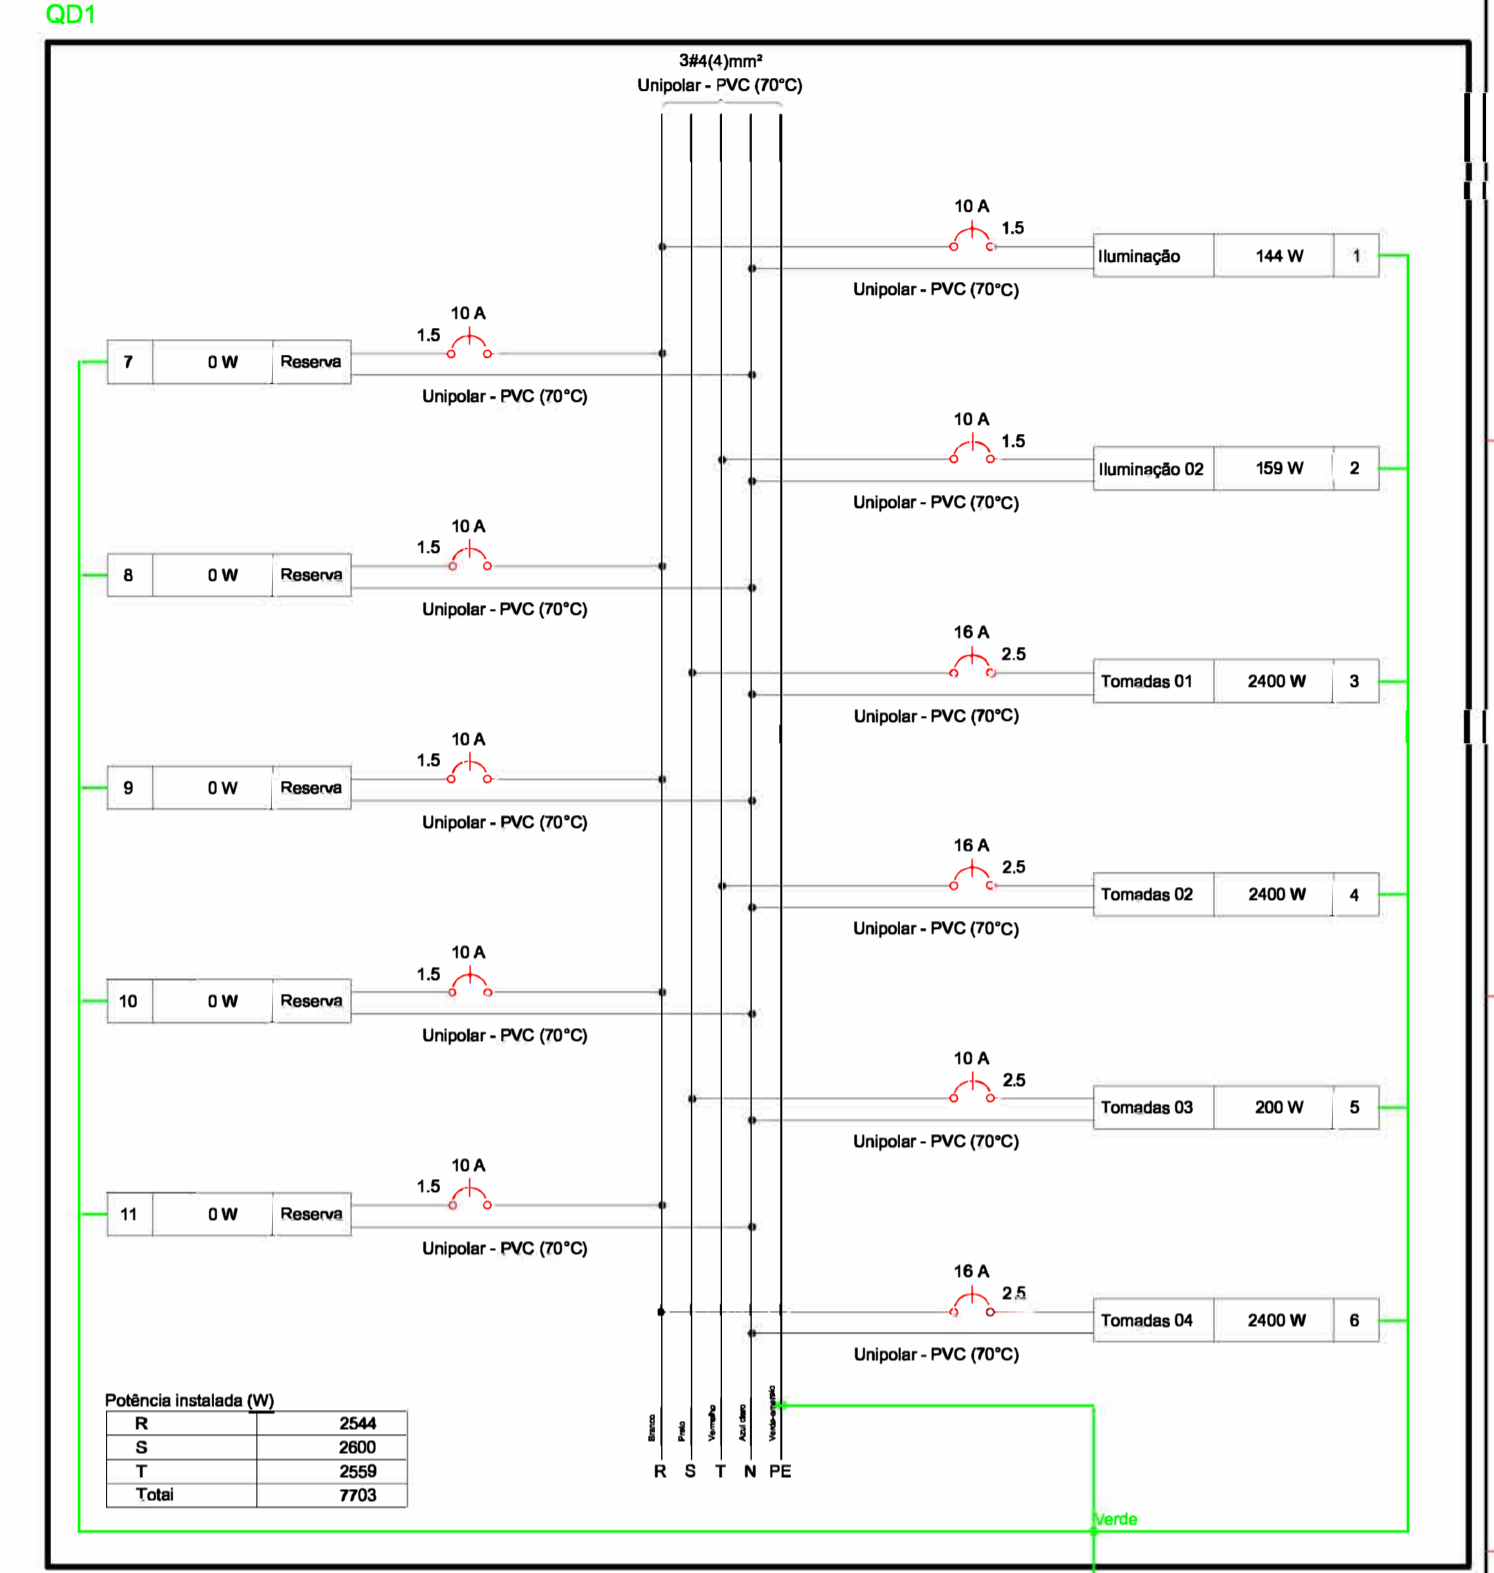 QD1
3#4(4)mm²
Unipolar - PVC (70°C)
10 A
1.5
Iluminação 144 W 1
Unipolar - PVC (70°C)
10 A
1.5
7 0 W Reserva
Unipolar - PVC (70°C)
10 A
1.5
Iluminação 02 159 W 2
Unipolar - PVC (70°C)
10 A
1.5
8 0 W Reserva
Unipolar - PVC (70°C)
16 A
2.5
Tomadas 01 2400 W 3
Unipolar - PVC (70°C)
10 A
1.5
9 0 W Reserva
Unipolar - PVC (70°C)
16 A
2.5
Tomadas 02 2400 W 4
Unipolar - PVC (70°C)
10 A
1.5
10 0 W Reserva
Unipolar - PVC (70°C)
10 A
2.5
Tomadas 03 200 W 5
Unipolar - PVC (70°C)
10 A
1.5
11 0 W Reserva
Unipolar - PVC (70°C)
16 A
2.5
Tomadas 04 2400 W 6
Unipolar - PVC (70°C)
Potência instalada (W)
R 2544
S 2600
T 2559
Total 7703
Branco
Preto
Vermelho
Azul claro
Verde-amarelo
R S T N PE
Verde